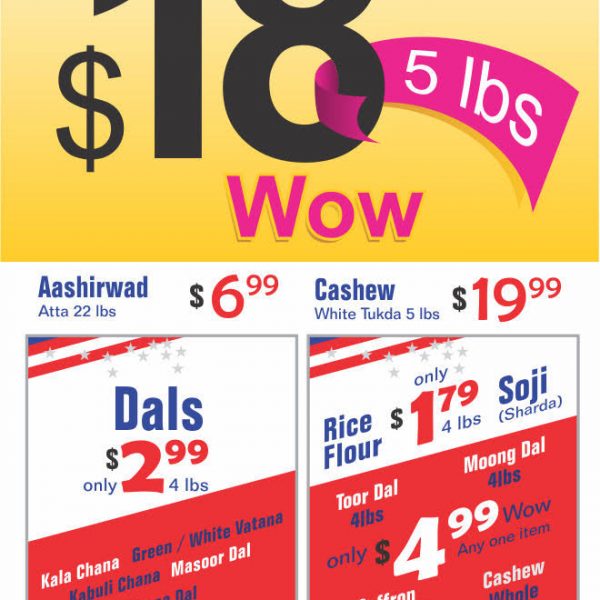 $18
5 lbs
Wow
Aashirwad
Atta 22 lbs
$6.99
Cashew
White Tukda 5 lbs
$19.99
Dals
$2.99
only 4 lbs
Kala Chana
Green / White Vatana
Kabuli Chana
Masoor Dal
Dal
only
Rice
Flour
$1.79
4 lbs
Soji
(Sharda)
Toor Dal
4lbs
Moong Dal
4lbs
only $4.99 Wow
Any one item
Cashew
Whole